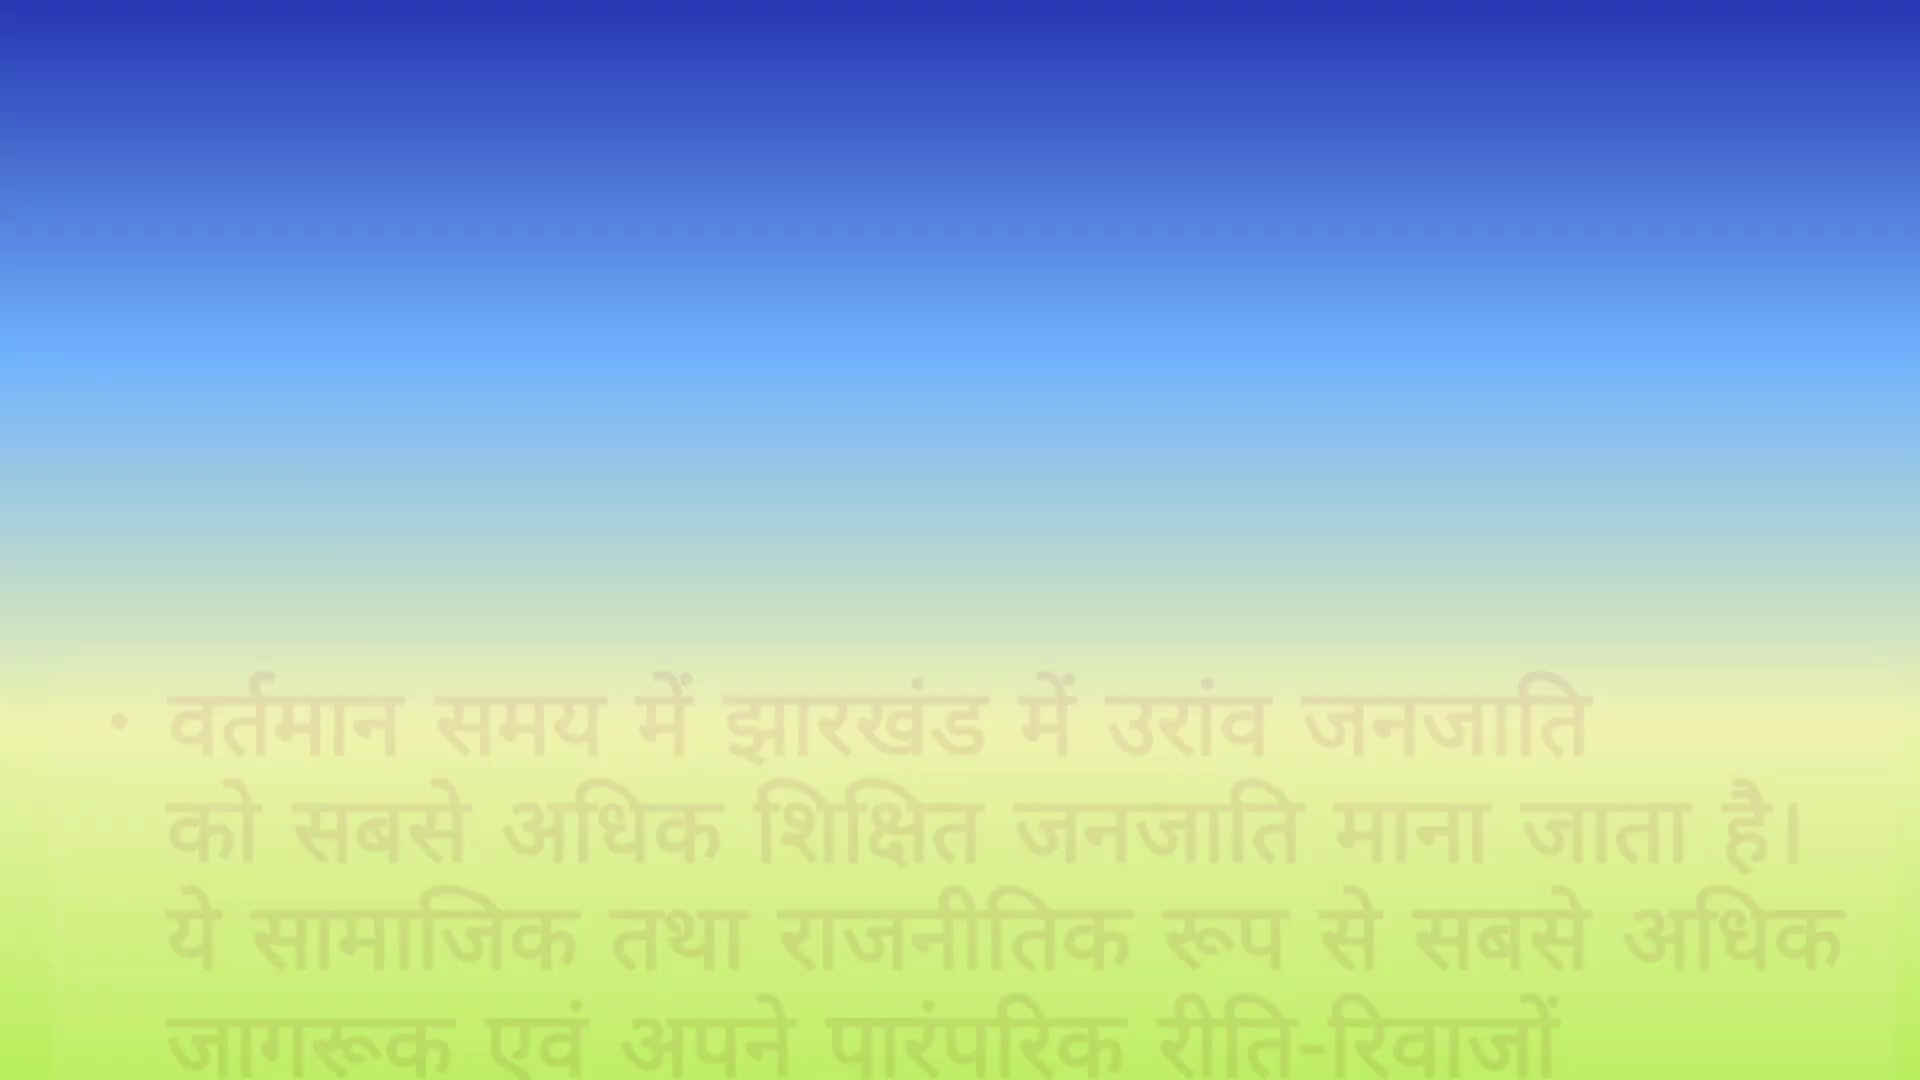 • वर्तमान समय में झारखंड में उरांव जनजाति
को सबसे अधिक शिक्षित जनजाति माना जाता है।
ये सामाजिक तथा राजनीतिक रूप से सबसे अधिक
जागरूक एवं अपने पारंपरिक रीति-रिवाजों